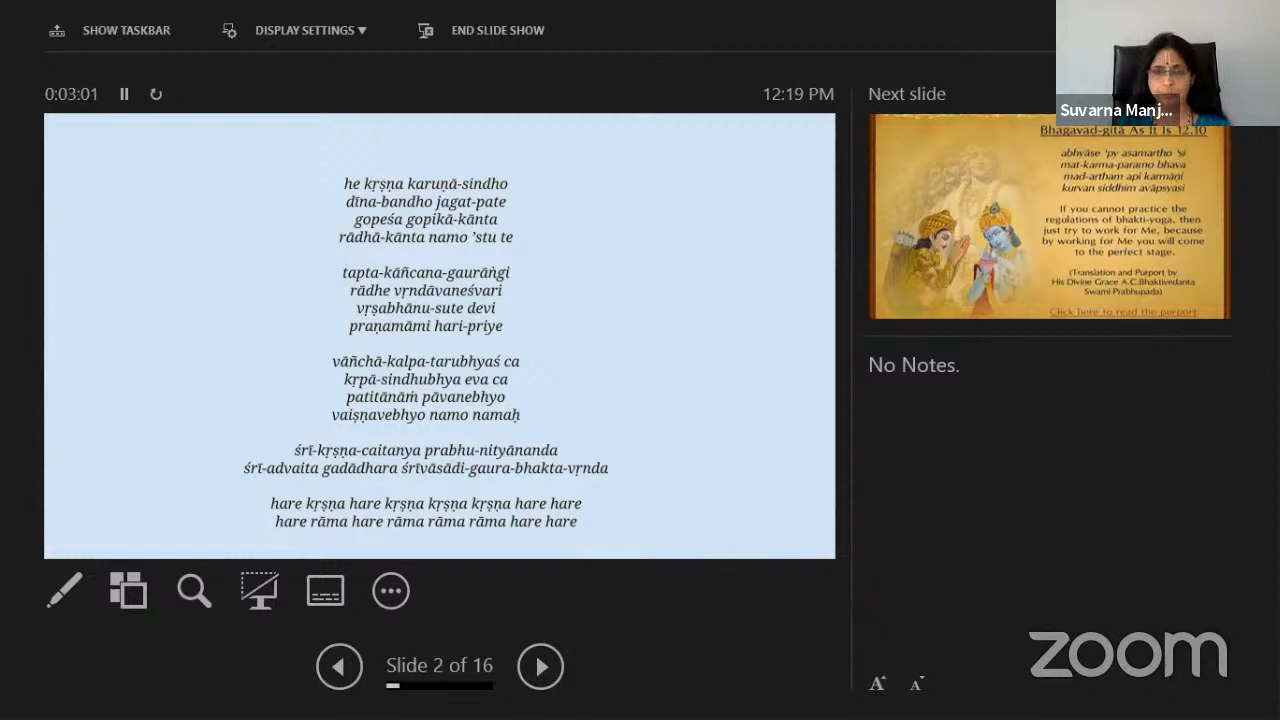 SHOW TASKBAR
DISPLAY SETTINGS ▼
END SLIDE SHOW
0:03:01
12:19 PM
Next slide
Suvarna Manj...
he kṛṣṇa karuṇā-sindho
dīna-bandho jagat-pate
gopeśa gopikā-kānta
rādhā-kānta namo ’stu te
tapta-kāñcana-gaurāṅgi
rādhe vṛndāvaneśvari
vṛṣabhānu-sute devi
praṇamāmi hari-priye
vāñchā-kalpa-tarubhyaś ca
kṛpā-sindhubhya eva ca
patitānāṁ pāvanebhyo
vaiṣṇavebhyo namo namaḥ
śrī-kṛṣṇa-caitanya prabhu-nityānanda
śrī-advaita gadādhara śrīvāsādi-gaura-bhakta-vṛnda
hare kṛṣṇa hare kṛṣṇa kṛṣṇa kṛṣṇa hare hare
hare rāma hare rāma rāma rāma hare hare
Bhagavad-gītā As It Is 12.10
abhyāse 'py asamartho 'si
mat-karma-paramo bhava
mad-artham api karmāṇi
kurvan siddhim avāpsyasi
If you cannot practice the
regulations of bhakti-yoga, then
just try to work for Me, because
by working for Me you will come
to the perfect stage.
(Translation and Purport by
His Divine Grace A.C.Bhaktivedanta
Swami Prabhupada)
Click here to read the purport
No Notes.
Slide 2 of 16
A A
zoom